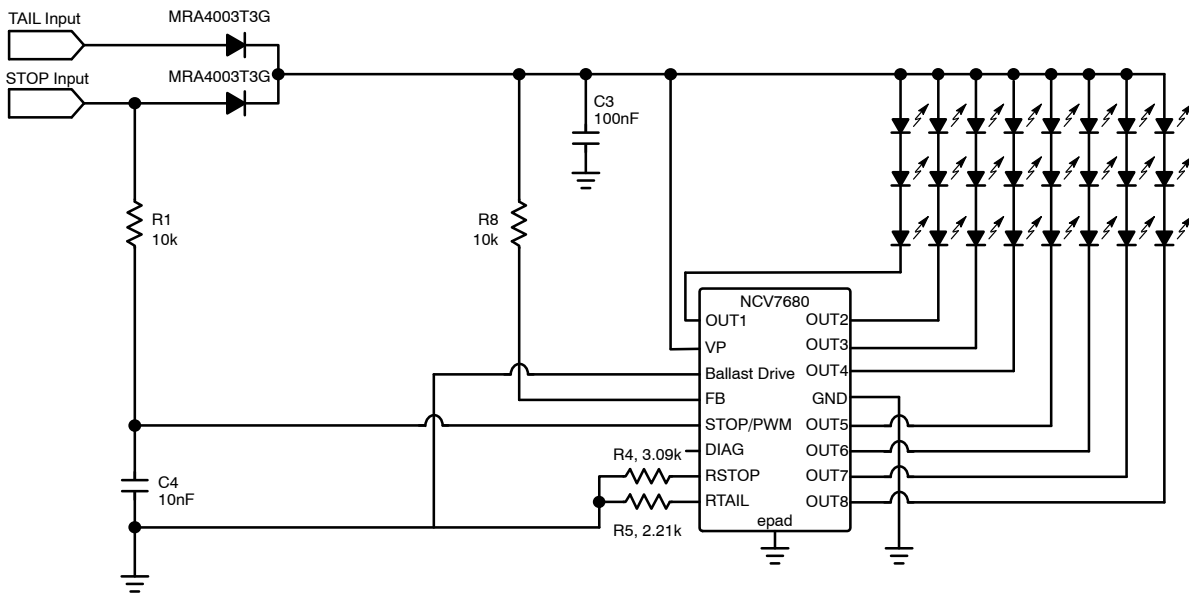 TAIL Input
MRA4003T3G
STOP Input
MRA4003T3G
C3
100nF
R1
10k
R8
10k
NCV7680
OUT1
OUT2
VP
OUT3
Ballast Drive
OUT4
FB
GND
STOP/PWM
OUT5
DIAG
OUT6
R4, 3.09k
RSTOP
OUT7
RTAIL
OUT8
R5, 2.21k
epad
C4
10nF